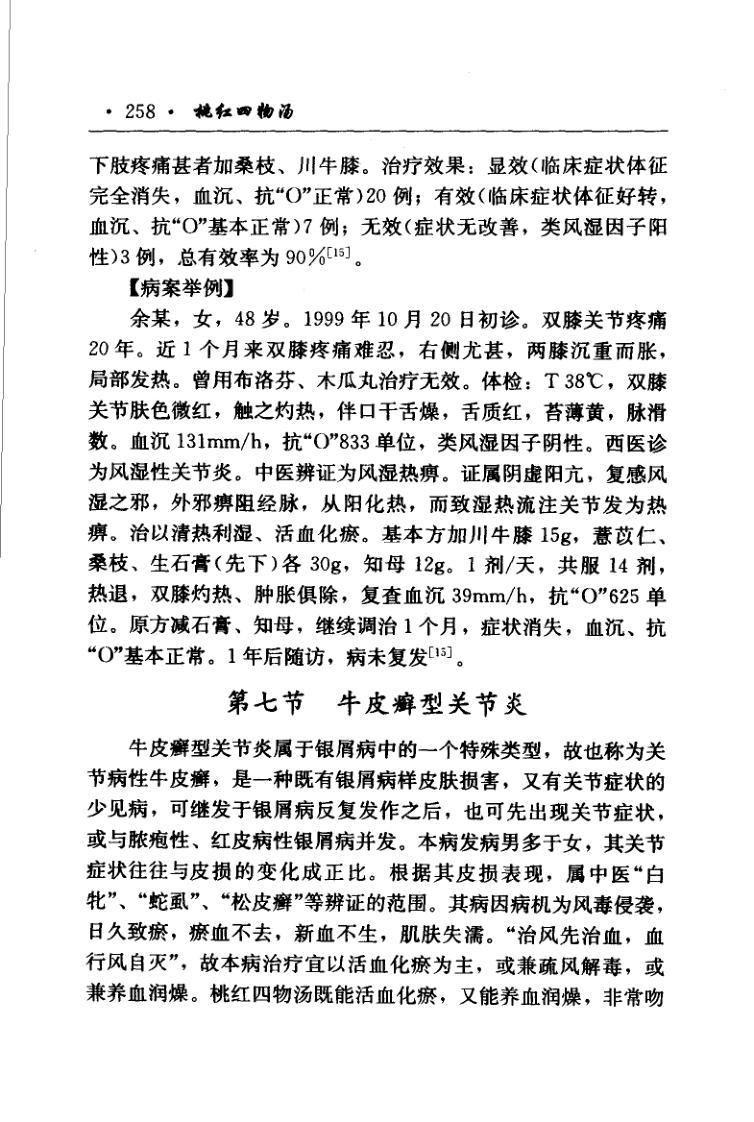 · 258 · 桃红四物汤
下肢疼痛甚者加桑枝、川牛膝。治疗效果：显效(临床症状体征
完全消失，血沉、抗“O”正常)20 例；有效(临床症状体征好转，
血沉、抗“O”基本正常)7 例；无效(症状无改善，类风湿因子阳
性)3 例，总有效率为 90%[15]。
【病案举例】
余某，女，48 岁。1999 年 10 月 20 日初诊。双膝关节疼痛
20 年。近 1 个月来双膝疼痛难忍，右侧尤甚，两膝沉重而胀，
局部发热。曾用布洛芬、木瓜丸治疗无效。体检：T 38℃，双膝
关节肤色微红，触之灼热，伴口干舌燥，舌质红，苔薄黄，脉滑
数。血沉 131mm/h，抗“O”833 单位，类风湿因子阴性。西医诊
为风湿性关节炎。中医辨证为风湿热痹。证属阴虚阳亢，复感风
湿之邪，外邪痹阻经脉，从阳化热，而致湿热流注关节发为热
痹。治以清热利湿、活血化瘀。基本方加川牛膝 15g，薏苡仁、
桑枝、生石膏(先下)各 30g，知母 12g。1 剂/天，共服 14 剂，
热退，双膝灼热、肿胀俱除，复查血沉 39mm/h，抗“O”625 单
位。原方减石膏、知母，继续调治 1 个月，症状消失，血沉、抗
“O”基本正常。1 年后随访，病未复发[15]。
第七节　牛皮癣型关节炎
牛皮癣型关节炎属于银屑病中的一个特殊类型，故也称为关
节病性牛皮癣，是一种既有银屑病样皮肤损害，又有关节症状的
少见病，可继发于银屑病反复发作之后，也可先出现关节症状，
或与脓疱性、红皮病性银屑病并发。本病发病男多于女，其关节
症状往往与皮损的变化成正比。根据其皮损表现，属中医“白
牝”、“蛇虱”、“松皮癣”等辨证的范围。其病因病机为风毒侵袭，
日久致瘀，瘀血不去，新血不生，肌肤失濡。“治风先治血，血
行风自灭”，故本病治疗宜以活血化瘀为主，或兼疏风解毒，或
兼养血润燥。桃红四物汤既能活血化瘀，又能养血润燥，非常吻